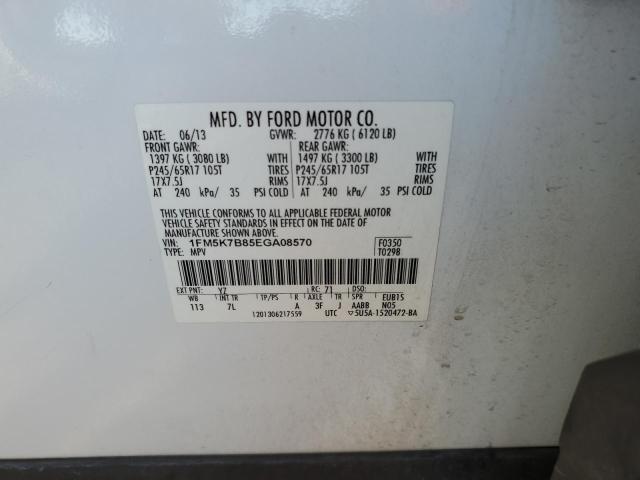 MFD. BY FORD MOTOR CO.
DATE: 06/13 GVWR: 2776 KG ( 6120 LB)
FRONT GAWR: REAR GAWR:
1397 KG ( 3080 LB) WITH 1497 KG ( 3300 LB) WITH
P245/65R17 105T TIRES P245/65R17 105T TIRES
17X7.5J RIMS 17X7.5J RIMS
AT 240 kPa/ 35 PSI COLD AT 240 kPa/ 35 PSI COLD
THIS VEHICLE CONFORMS TO ALL APPLICABLE FEDERAL MOTOR
VEHICLE SAFETY AND THEFT PREVENTION STANDARDS IN EFFECT ON THE DATE OF
MANUFACTURE SHOWN ABOVE.
VIN: 1FM5K7B85EGA08570 F0350
TYPE: MPV T0298
EXT PNT: YZ RC: 71 DSO:
WB INT TR TP/PS R AXLE TR SPR EUB1S
113 7L A 3F J AABB N05
1201306217559 UTC ▽5U5A-1520472-BA